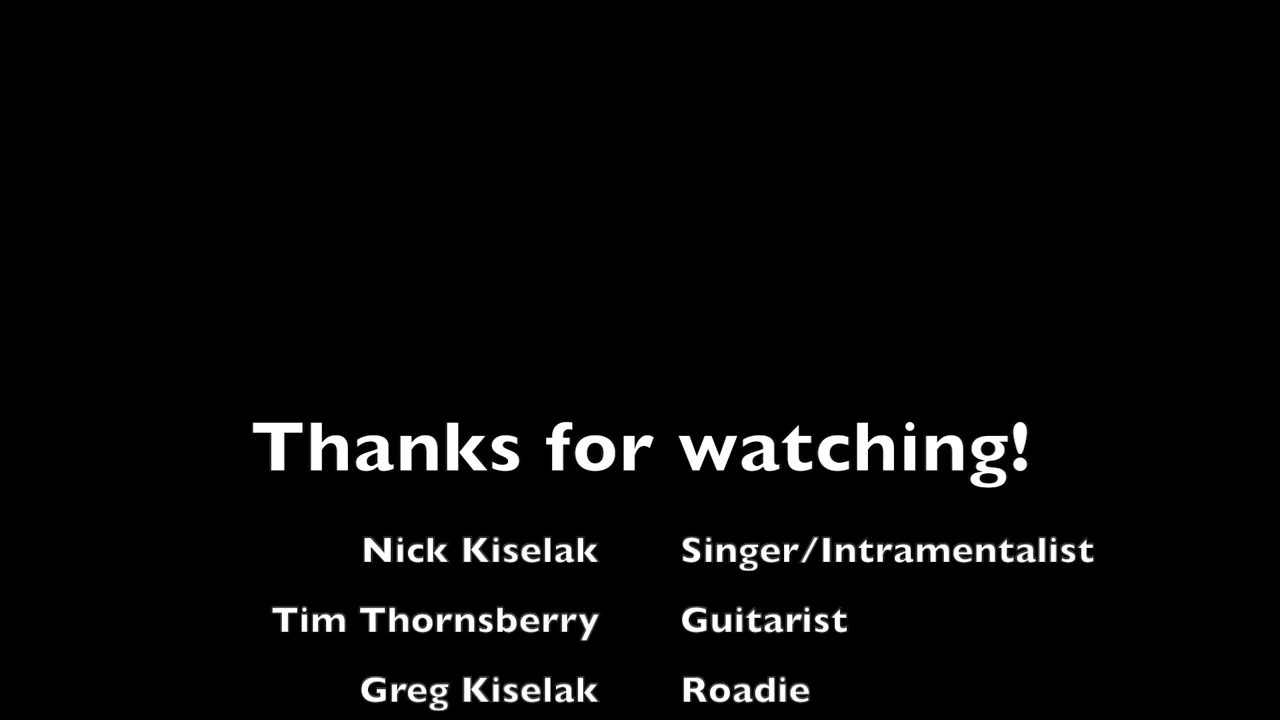 Thanks for watching!
Nick Kiselak Singer/Intramentalist
Tim Thornsberry Guitarist
Greg Kiselak Roadie